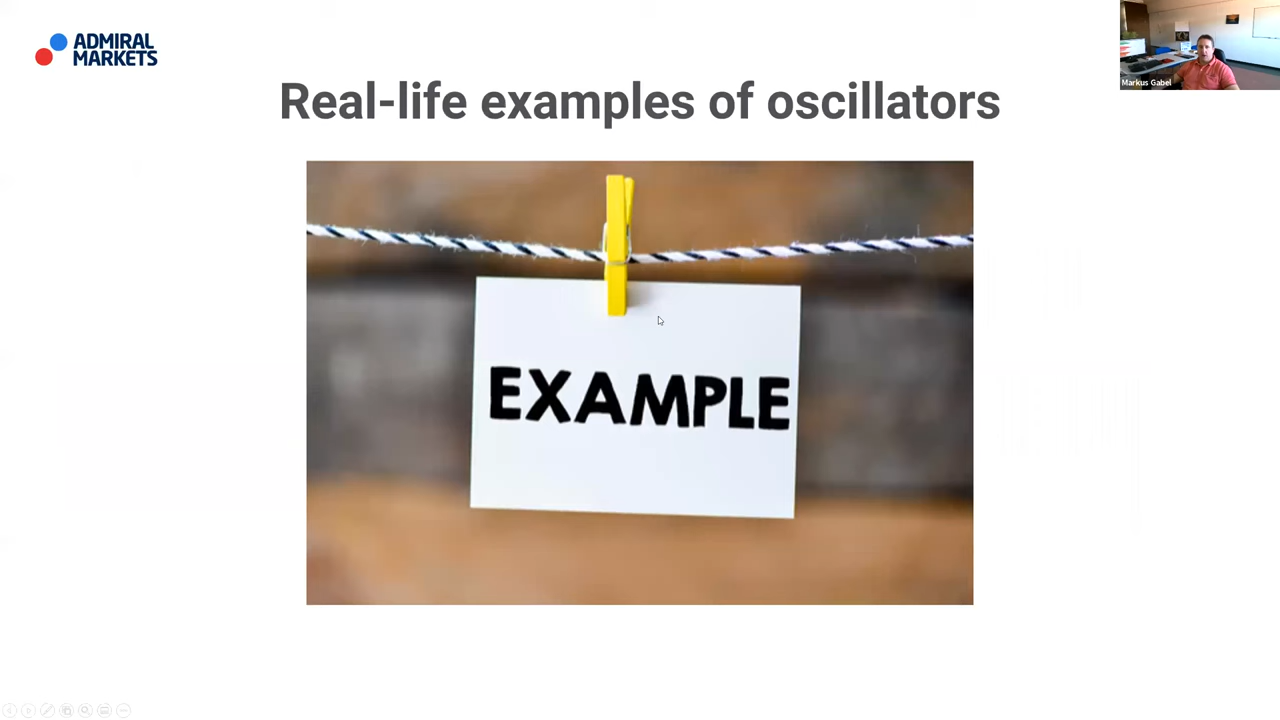 ADMIRAL
MARKETS
Markus Gabel
Real-life examples of oscillators
EXAMPLE